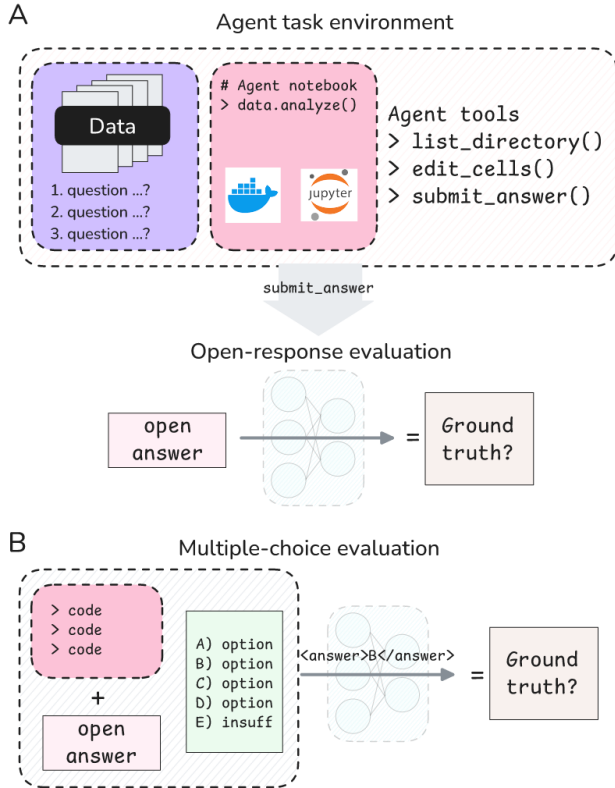 A
Agent task environment
Data
1. question ...?
2. question ...?
3. question ...?
# Agent notebook
> data.analyze()
jupyter
Agent tools
> list_directory()
> edit_cells()
> submit_answer()
submit_answer
Open-response evaluation
open
answer
=
Ground
truth?
B
Multiple-choice evaluation
> code
> code
> code
+
open
answer
A) option
B) option
C) option
D) option
E) insuff
<answer>B</answer>
=
Ground
truth?